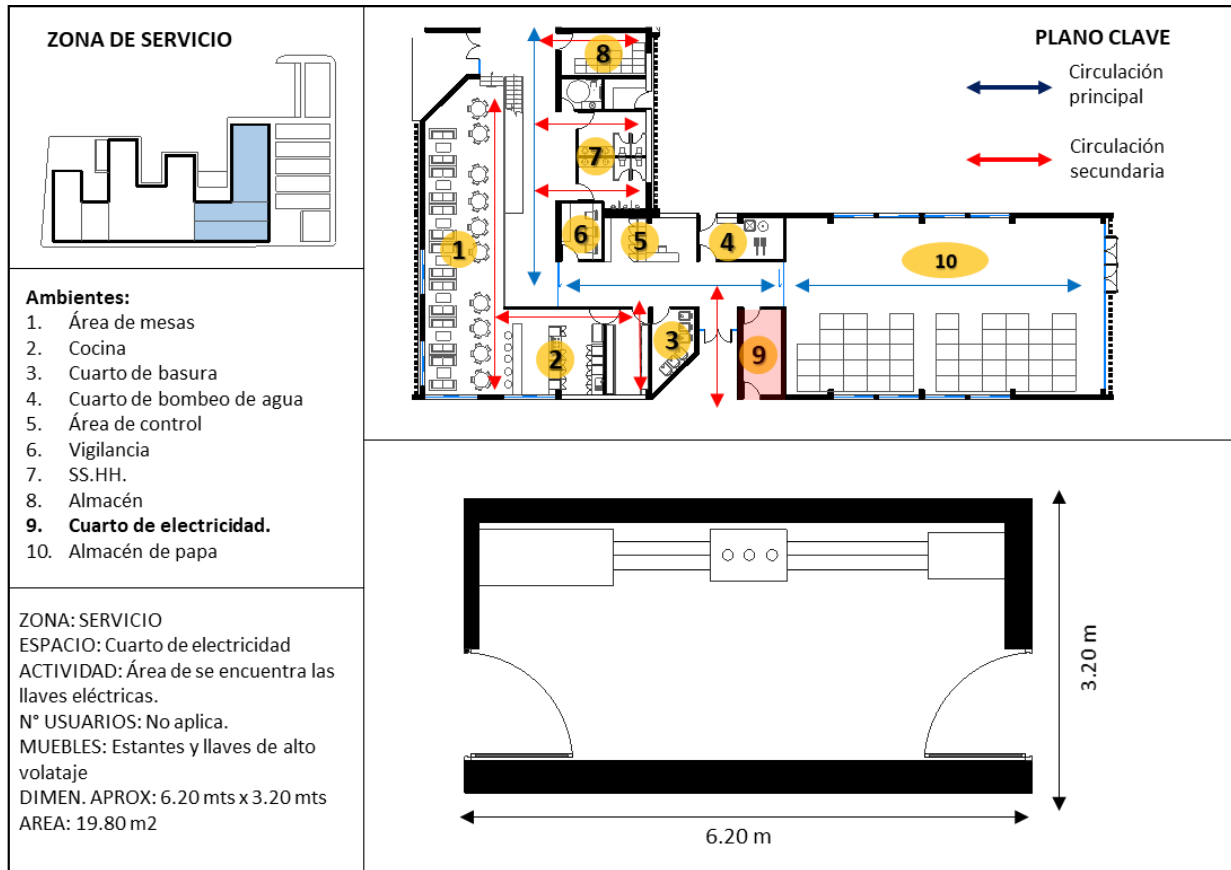 ZONA DE SERVICIO
Ambientes:
1. Área de mesas
2. Cocina
3. Cuarto de basura
4. Cuarto de bombeo de agua
5. Área de control
6. Vigilancia
7. SS.HH.
8. Almacén
9. Cuarto de electricidad.
10. Almacén de papa
ZONA: SERVICIO
ESPACIO: Cuarto de electricidad
ACTIVIDAD: Área de se encuentra las
llaves eléctricas.
N° USUARIOS: No aplica.
MUEBLES: Estantes y llaves de alto
volataje
DIMEN. APROX: 6.20 mts x 3.20 mts
AREA: 19.80 m2
PLANO CLAVE
Circulación
principal
Circulación
secundaria
8
7
6
5
4
1
10
2
3
9
3.20 m
6.20 m